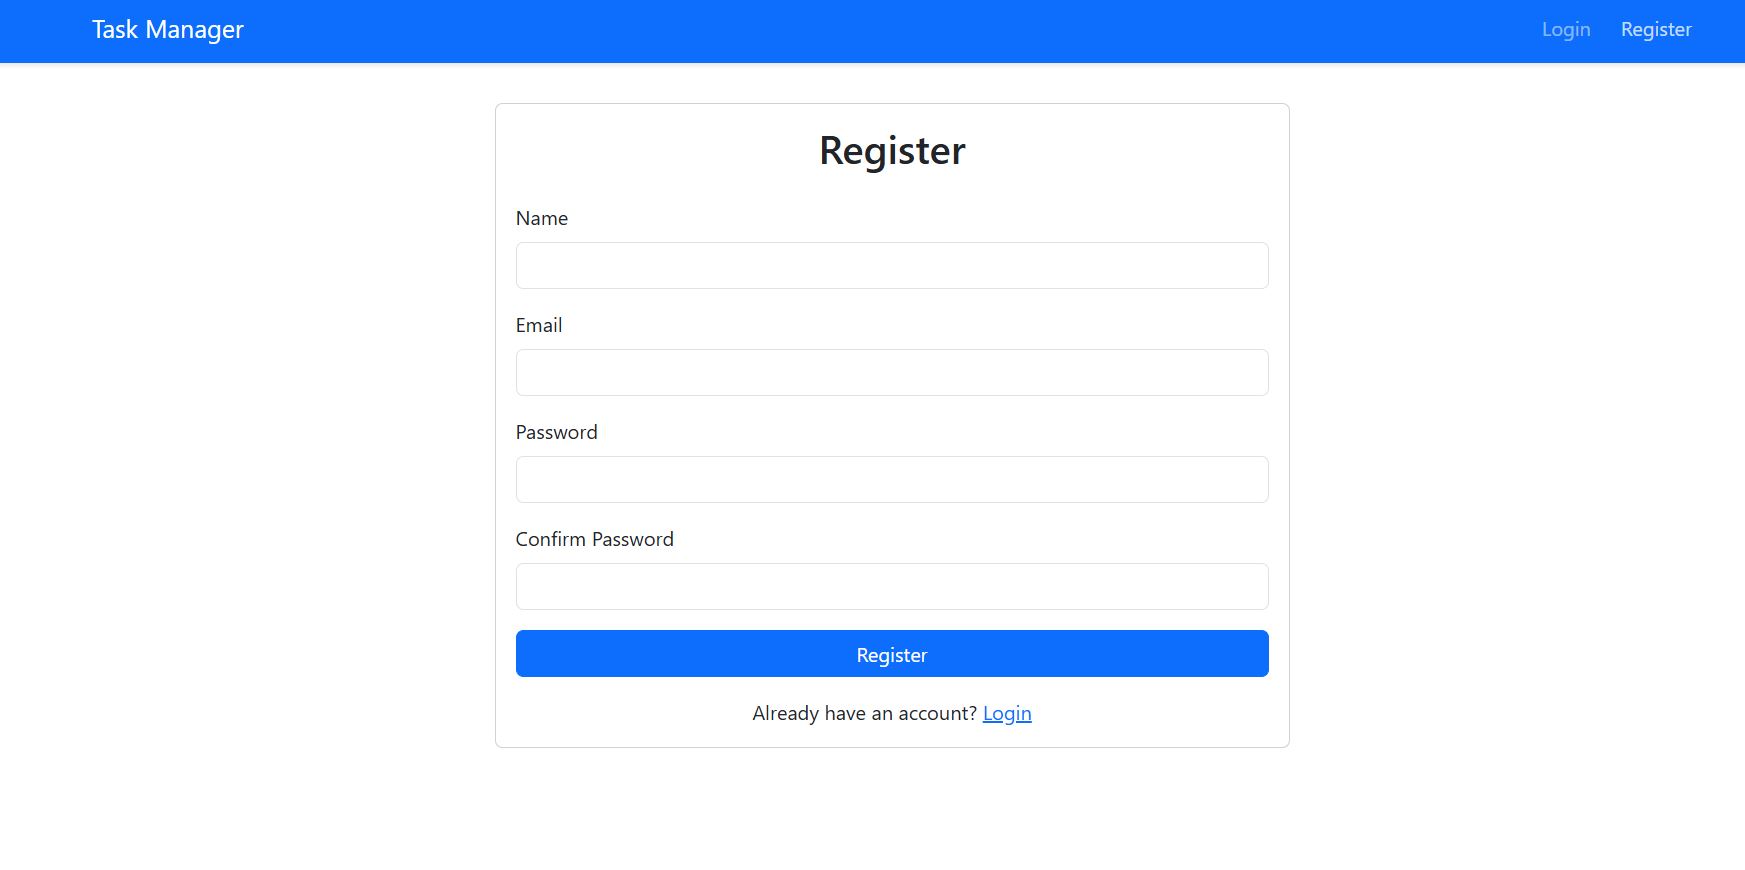 Task Manager Login Register
Register
Name
Email
Password
Confirm Password
Register
Already have an account? Login